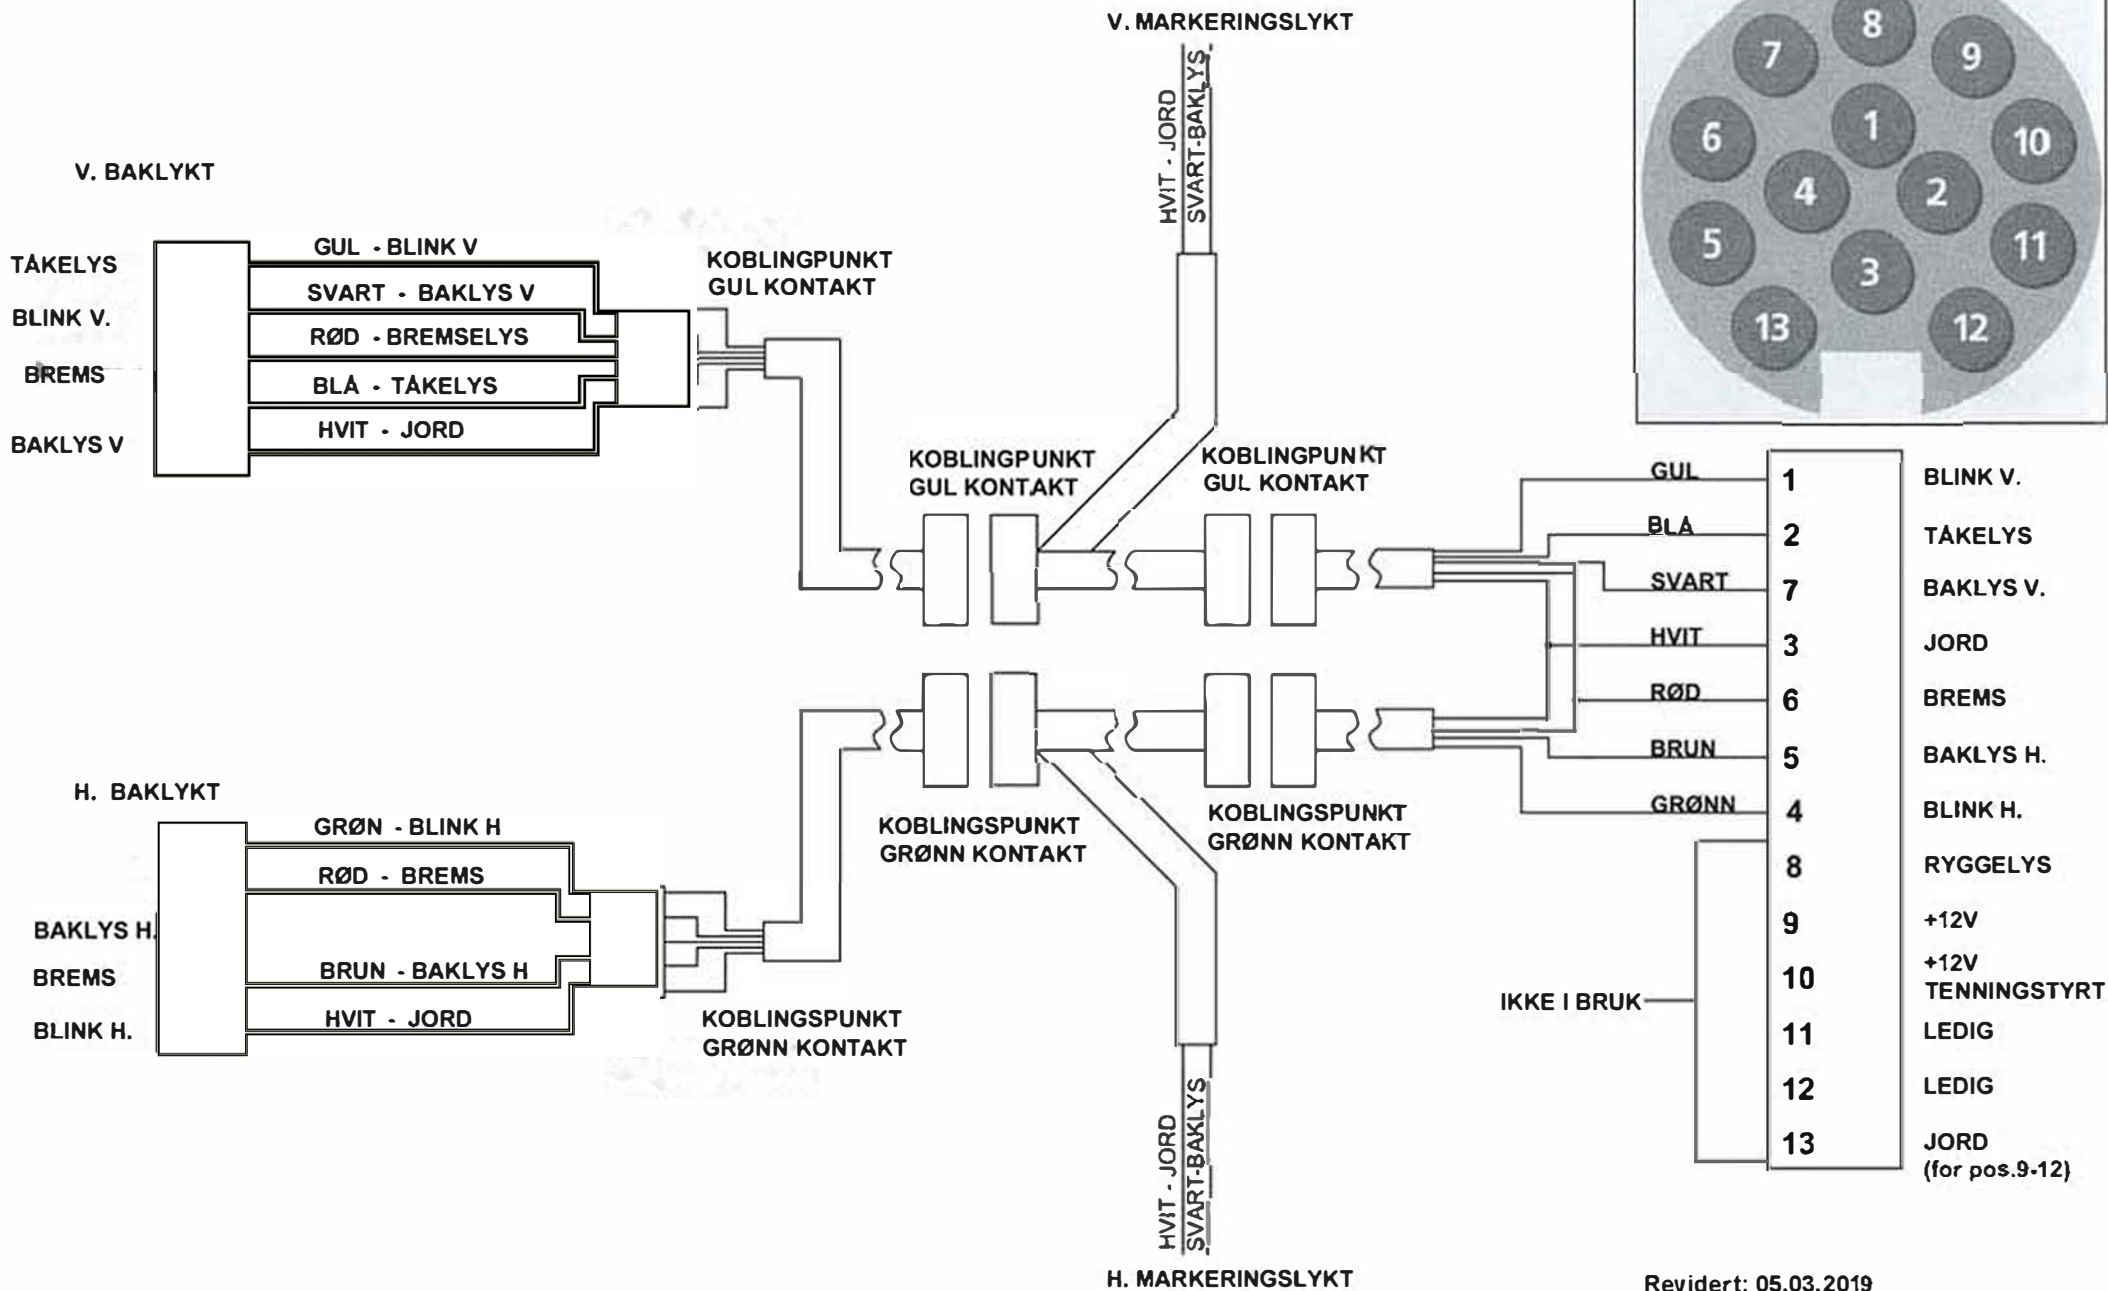 V. MARKERINGSLYKT
HVIT - JORD
SVART-BAKLYS
8
7
9
1
6
10
4
2
5
11
3
13
12
V. BAKLYKT
TÅKELYS
BLINK V.
BREMS
BAKLYS V
GUL - BLINK V
SVART - BAKLYS V
RØD - BREMSELYS
BLÅ - TÅKELYS
HVIT - JORD
KOBLINGPUNKT
GUL KONTAKT
KOBLINGPUNKT
GUL KONTAKT
KOBLINGPUNKT
GUL KONTAKT
GUL 1 BLINK V.
BLÅ 2 TÅKELYS
SVART 7 BAKLYS V.
HVIT 3 JORD
RØD 6 BREMS
BRUN 5 BAKLYS H.
GRØNN 4 BLINK H.
8 RYGGELYS
9 +12V
10 +12V
TENNINGSTYRT
IKKE I BRUK
11 LEDIG
12 LEDIG
13 JORD
(for pos.9-12)
H. BAKLYKT
BAKLYS H.
BREMS
BLINK H.
GRØN - BLINK H
RØD - BREMS
BRUN - BAKLYS H
HVIT - JORD
KOBLINGSPUNKT
GRØNN KONTAKT
KOBLINGSPUNKT
GRØNN KONTAKT
KOBLINGSPUNKT
GRØNN KONTAKT
HVIT - JORD
SVART-BAKLYS
H. MARKERINGSLYKT
Revidert: 05.03.2019